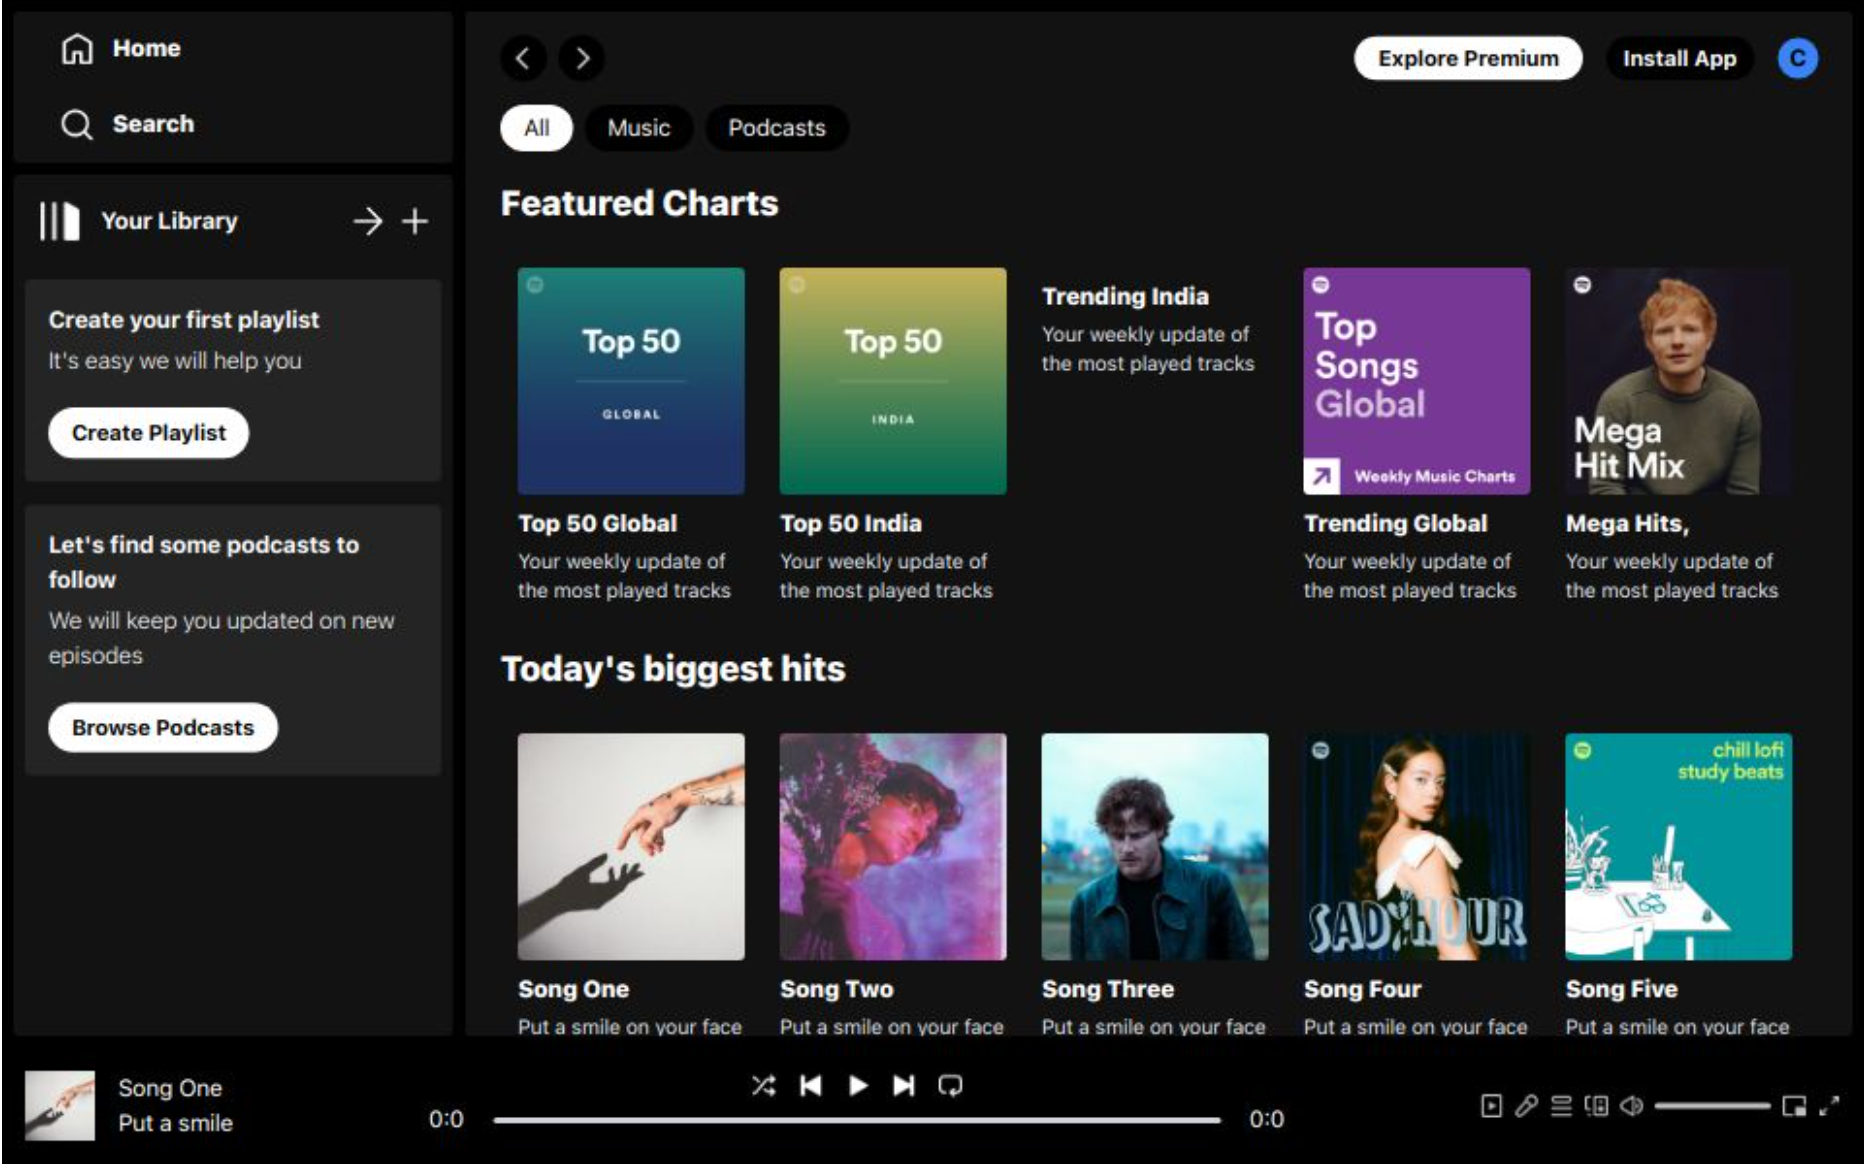 Home
Search
Your Library
Create your first playlist
It's easy we will help you
Create Playlist
Let's find some podcasts to
follow
We will keep you updated on new
episodes
Browse Podcasts
Explore Premium
Install App
C
All
Music
Podcasts
Featured Charts
Top 50
GLOBAL
Top 50 Global
Your weekly update of
the most played tracks
Top 50
INDIA
Top 50 India
Your weekly update of
the most played tracks
Trending India
Your weekly update of
the most played tracks
Top
Songs
Global
Weekly Music Charts
Trending Global
Your weekly update of
the most played tracks
Mega
Hit Mix
Mega Hits,
Your weekly update of
the most played tracks
Today's biggest hits
Song One
Put a smile on your face
Song Two
Put a smile on your face
Song Three
Put a smile on your face
SAD HOUR
Song Four
Put a smile on your face
chill lofi
study beats
Song Five
Put a smile on your face
Song One
Put a smile
0:0
0:0